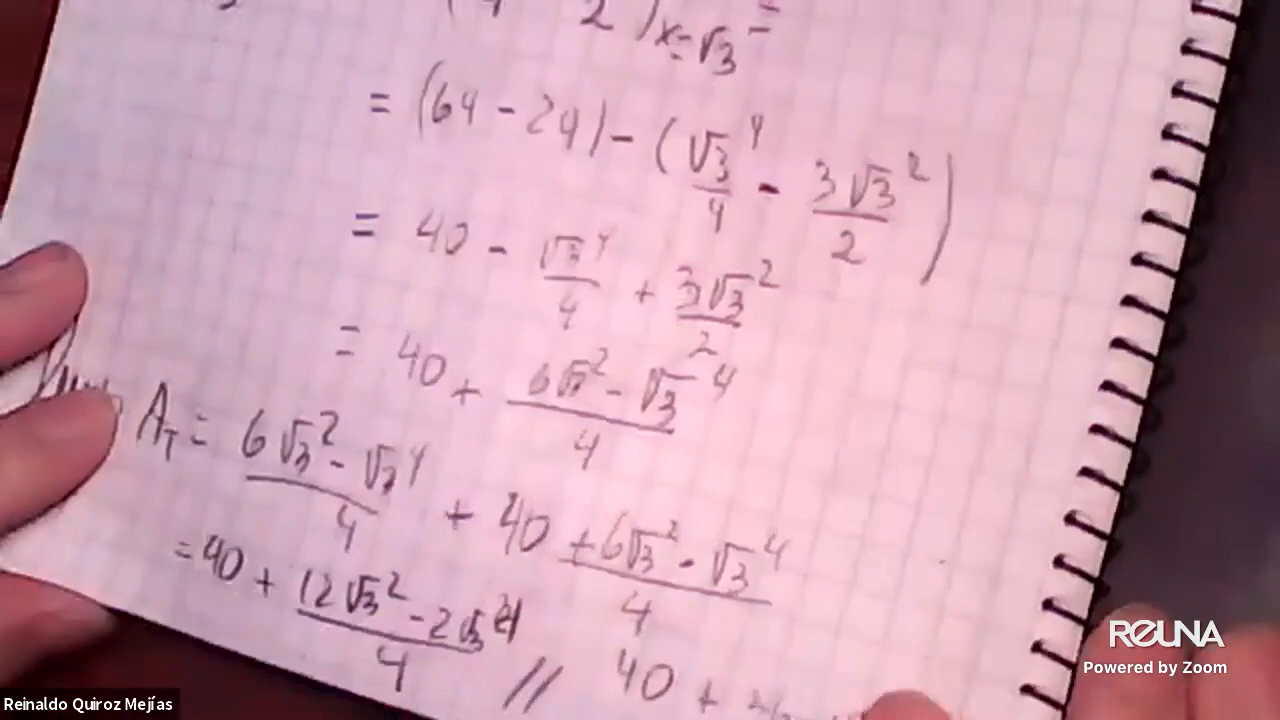 x=√3 =
= (64 - 24) - (√3⁴/4 - 3√3²/2)
= 40 - √3⁴/4 + 3√3²/2
= 40 + (6√3² - √3⁴)/4
A_T = (6√3² - √3⁴)/4 + 40 + (6√3² - √3⁴)/4
= 40 + (12√3² - 2√3⁴)/4 // 40 +
REUNA
Powered by Zoom
Reinaldo Quiroz Mejías